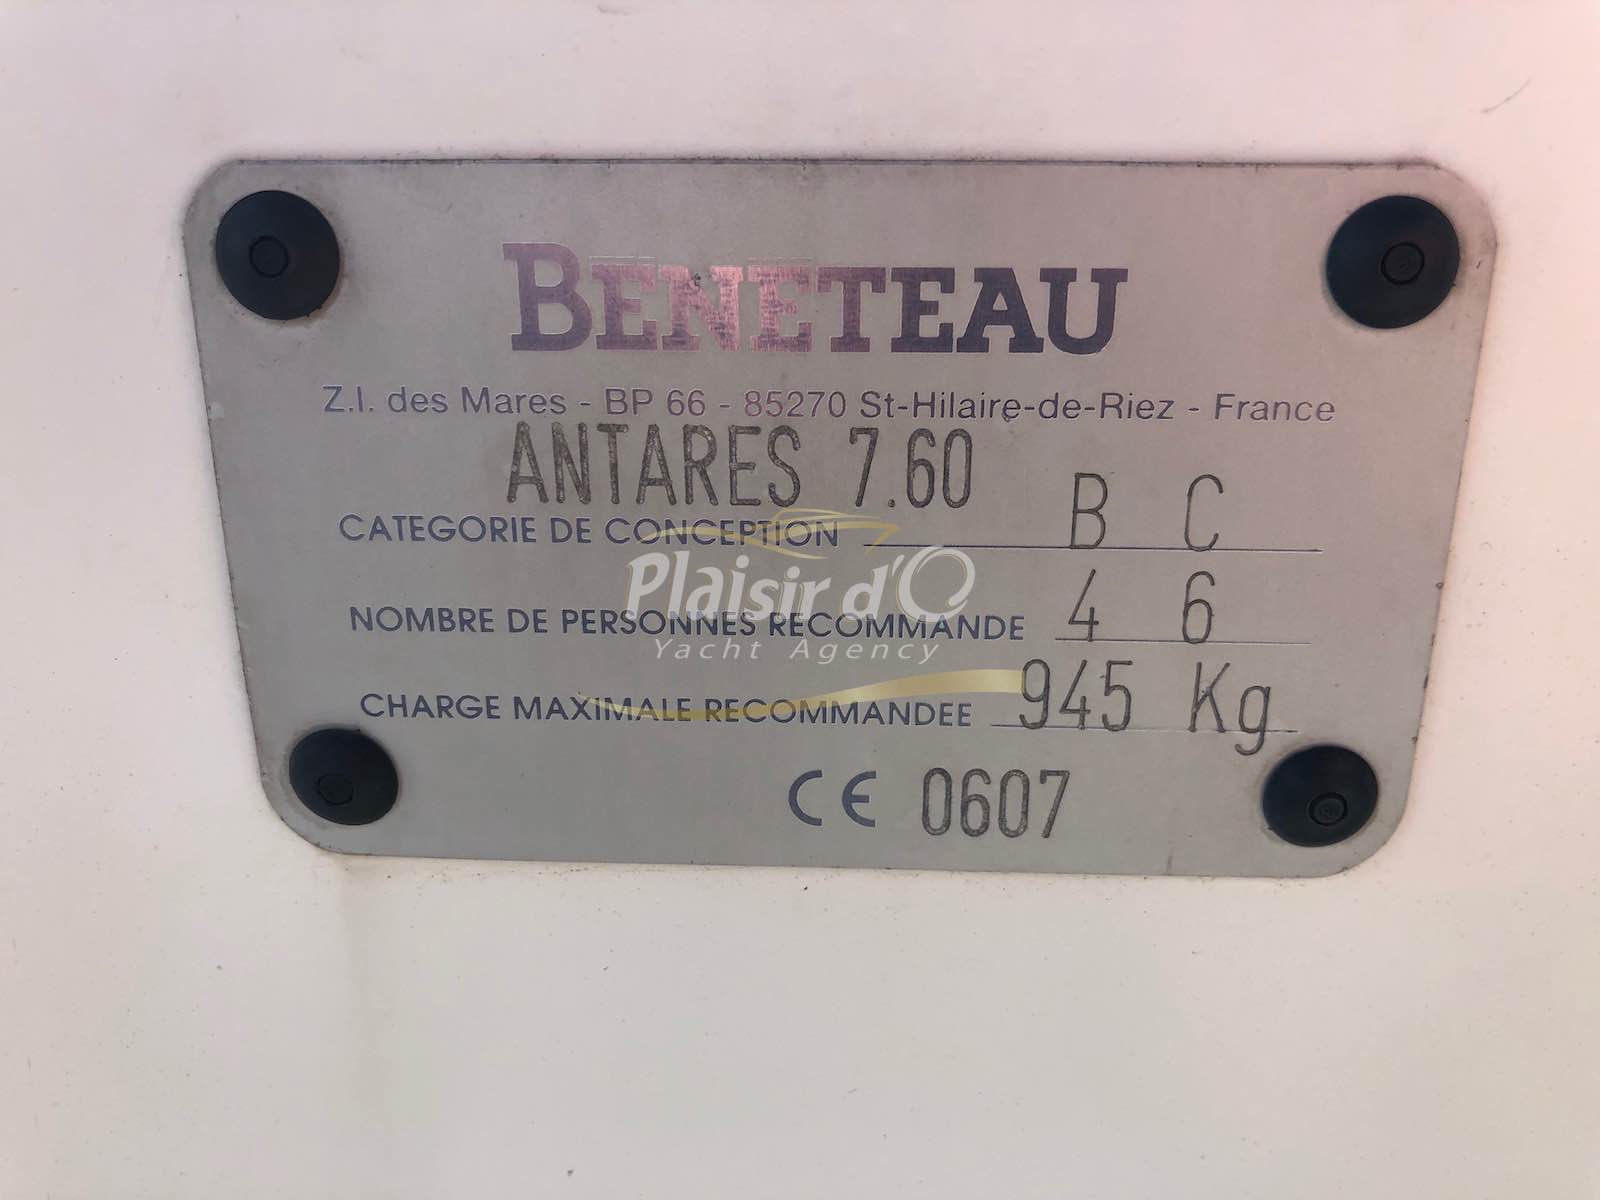 BENETEAU
Z.I. des Mares - BP 66 - 85270 St-Hilaire-de-Riez - France
ANTARES 7.60
CATEGORIE DE CONCEPTION B C
NOMBRE DE PERSONNES RECOMMANDE 4 6
CHARGE MAXIMALE RECOMMANDEE 945 Kg
CE 0607
Plaisir d'O
Yacht Agency